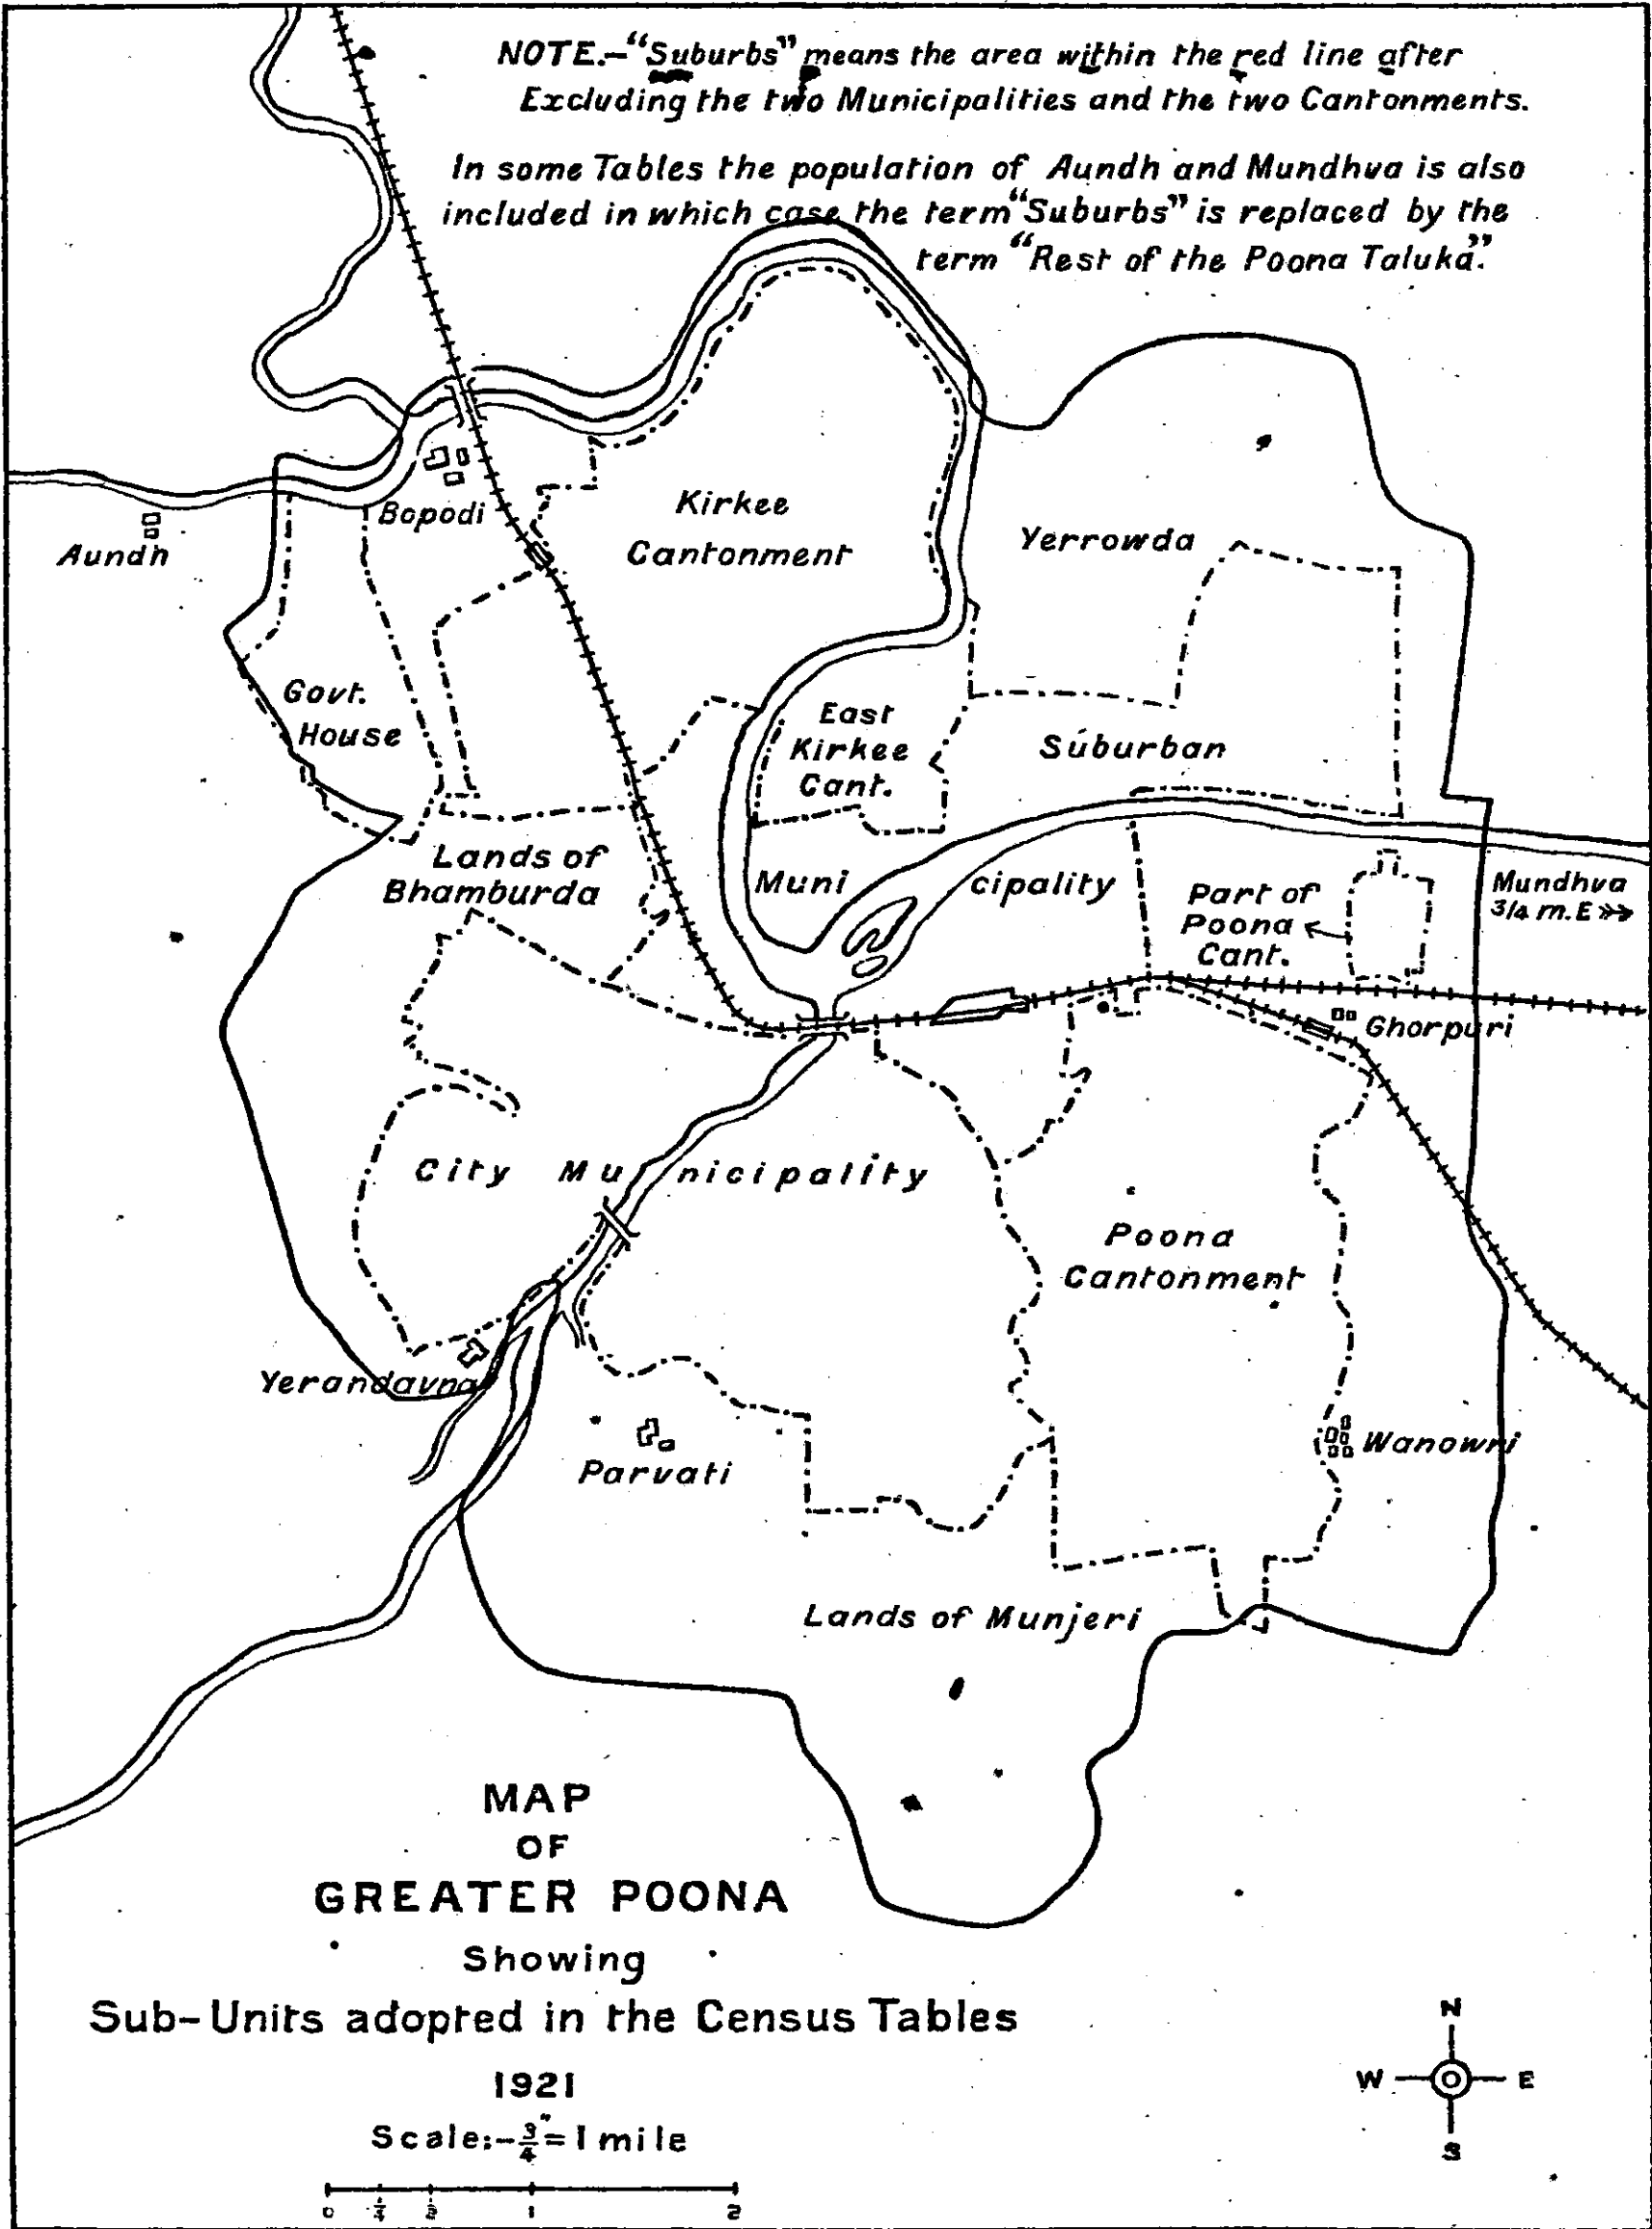 NOTE.–“Suburbs” means the area within the red line after
Excluding the two Municipalities and the two Cantonments.
In some Tables the population of Aundh and Mundhva is also
included in which case the term “Suburbs” is replaced by the
term “Rest of the Poona Taluka.”
Bopodi
Aundh
Kirkee
Cantonment
Yerrowda
Govt.
House
East
Kirkee
Cant.
Suburban
Lands of
Bhamburda
Muni cipality
Part of
Poona
Cant.
Mundhva
3/4 m. E
Ghorpuri
City Municipality
Poona
Cantonment
Yerandavna
Parvati
Wanowri
Lands of Munjeri
MAP
OF
GREATER POONA
Showing
Sub-Units adopted in the Census Tables
1921
Scale:- 3/4" = 1 mile
0 1/4 1/2 1 2
N
W E
S